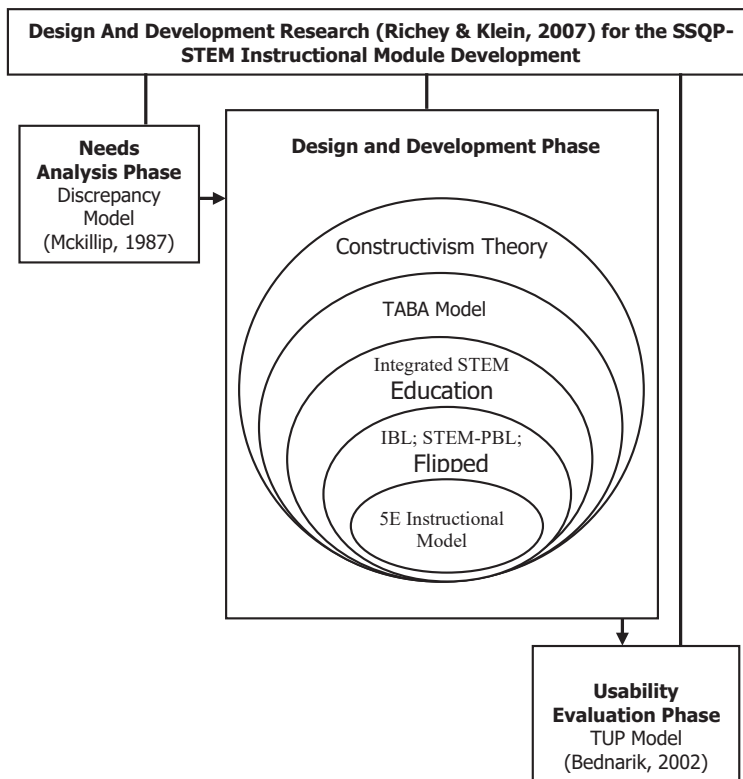 Design And Development Research (Richey & Klein, 2007) for the SSQP-
STEM Instructional Module Development
Needs
Analysis Phase
Discrepancy
Model
(Mckillip, 1987)
Design and Development Phase
Constructivism Theory
TABA Model
Integrated STEM
Education
IBL; STEM-PBL;
Flipped
5E Instructional
Model
Usability
Evaluation Phase
TUP Model
(Bednarik, 2002)